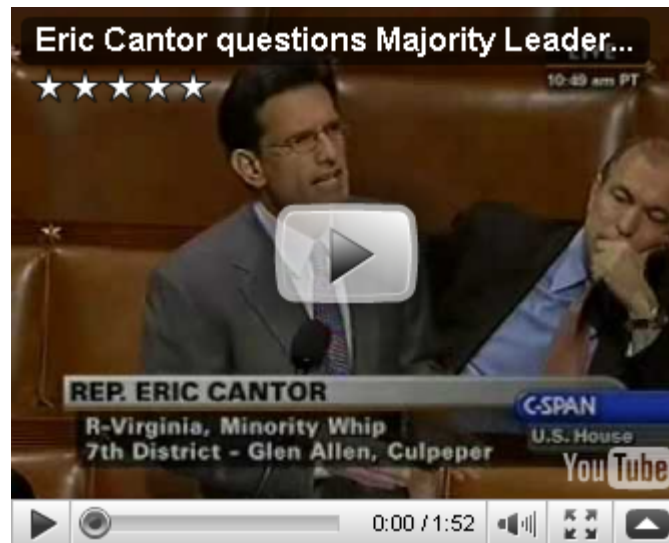 Eric Cantor questions Majority Leader...
LIVE
10:49 am PT
REP. ERIC CANTOR
R-Virginia, Minority Whip
7th District - Glen Allen, Culpeper
C-SPAN
U.S. House
YouTube
0:00 / 1:52